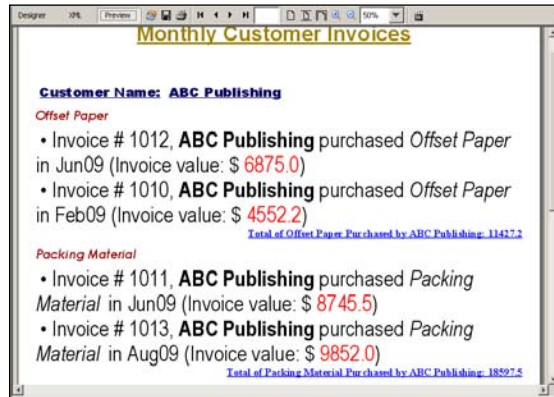 Designer XML Preview 50%
Monthly Customer Invoices
Customer Name: ABC Publishing
Offset Paper
• Invoice # 1012, ABC Publishing purchased Offset Paper
in Jun09 (Invoice value: $ 6875.0)
• Invoice # 1010, ABC Publishing purchased Offset Paper
in Feb09 (Invoice value: $ 4552.2)
Total of Offset Paper Purchased by ABC Publishing: 11427.2
Packing Material
• Invoice # 1011, ABC Publishing purchased Packing
Material in Jun09 (Invoice value: $ 8745.5)
• Invoice # 1013, ABC Publishing purchased Packing
Material in Aug09 (Invoice value: $ 9852.0)
Total of Packing Material Purchased by ABC Publishing: 18597.5